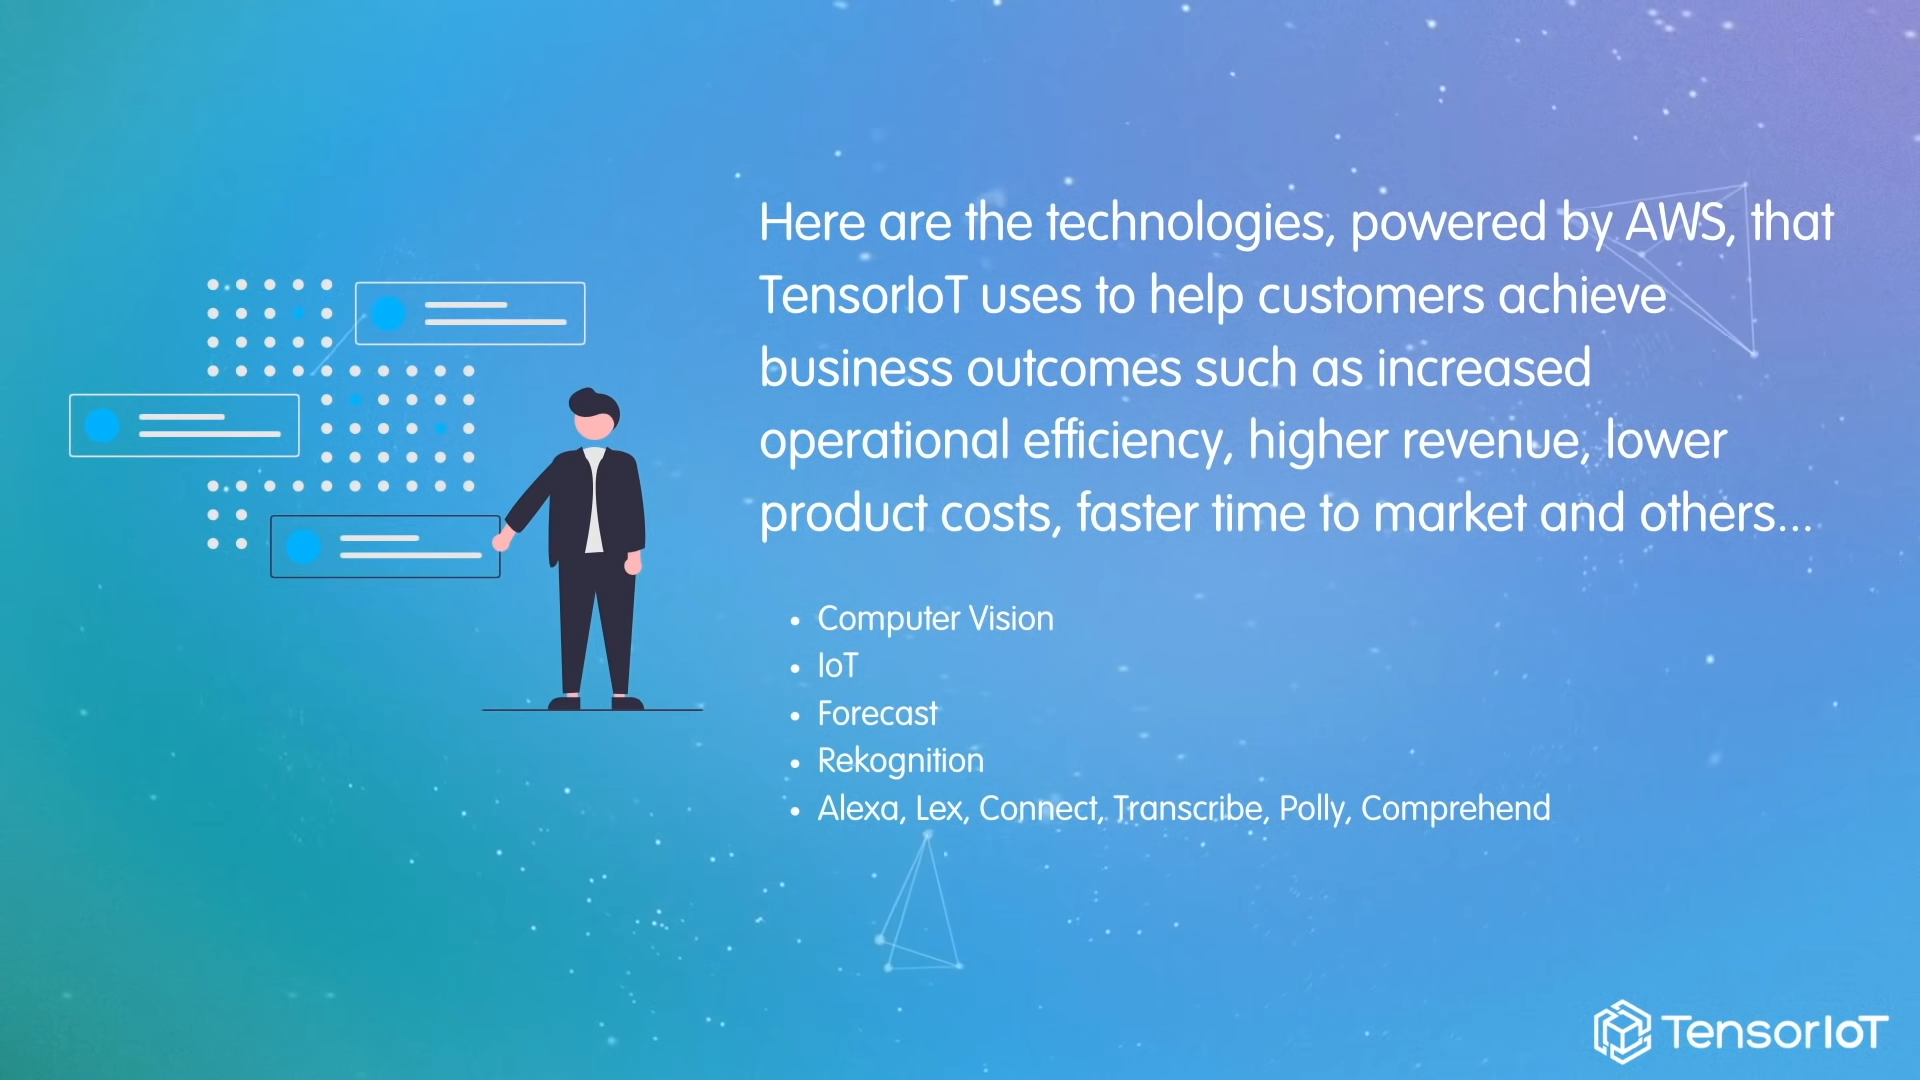 Here are the technologies, powered by AWS, that
TensorIoT uses to help customers achieve
business outcomes such as increased
operational efficiency, higher revenue, lower
product costs, faster time to market and others...
• Computer Vision
• IoT
• Forecast
• Rekognition
• Alexa, Lex, Connect, Transcribe, Polly, Comprehend
TensorIoT